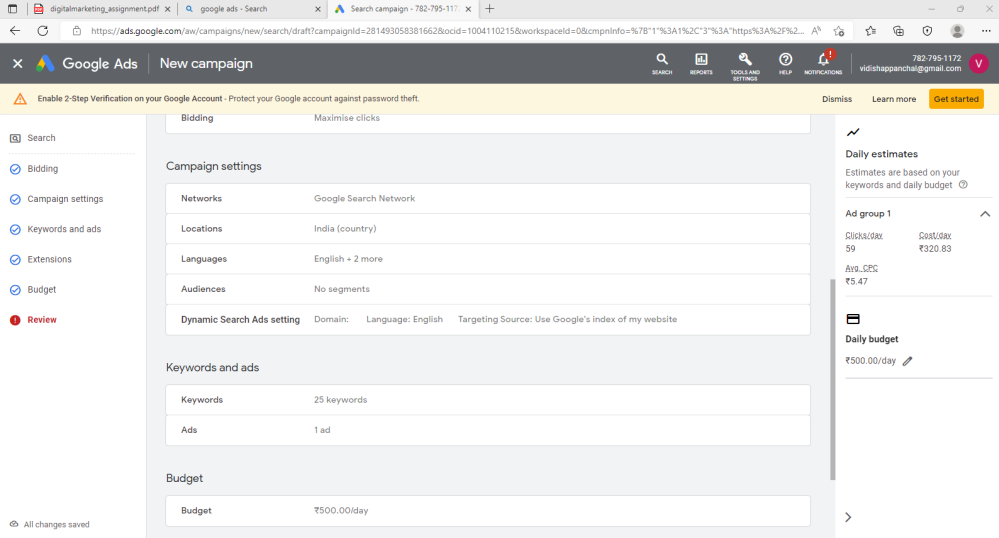 digitalmarketing_assignment.pdf
google ads - Search
Search campaign - 782-795-117
https://ads.google.com/aw/campaigns/new/search/draft?campaignId=281493058381662&ocid=1004110215&workspaceId=0&cmpnInfo=%7B"1"%3A1%2C"3"%3A"https%3A%2F%2...
Google Ads
New campaign
SEARCH
REPORTS
TOOLS AND SETTINGS
HELP
NOTIFICATIONS
782-795-1172
vidishappanchal@gmail.com
V
Enable 2-Step Verification on your Google Account - Protect your Google account against password theft.
Dismiss
Learn more
Get started
Search
Bidding
Campaign settings
Keywords and ads
Extensions
Budget
Review
All changes saved
Bidding Maximise clicks
Campaign settings
Networks Google Search Network
Locations India (country)
Languages English + 2 more
Audiences No segments
Dynamic Search Ads setting Domain: Language: English Targeting Source: Use Google's index of my website
Keywords and ads
Keywords 25 keywords
Ads 1 ad
Budget
Budget ₹500.00/day
Daily estimates
Estimates are based on your
keywords and daily budget
Ad group 1
Clicks/day Cost/day
59 ₹320.83
Avg. CPC
₹5.47
Daily budget
₹500.00/day